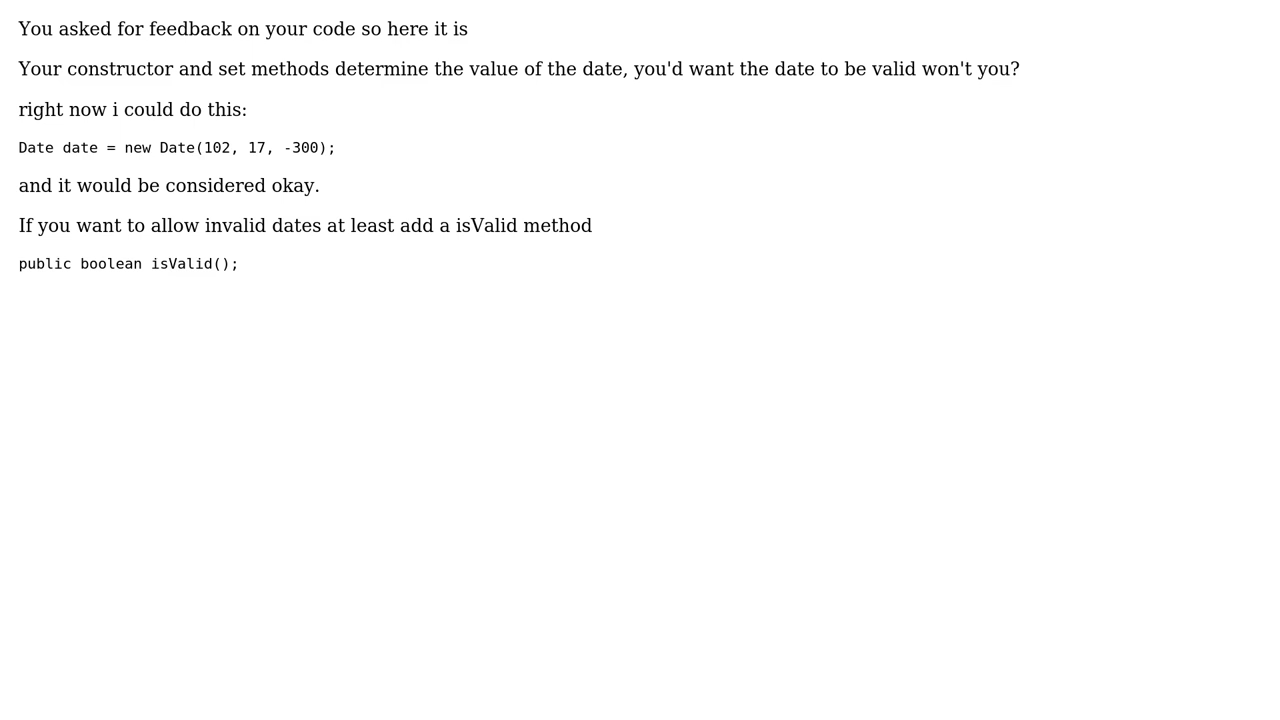 You asked for feedback on your code so here it is
Your constructor and set methods determine the value of the date, you'd want the date to be valid won't you?
right now i could do this:
Date date = new Date(102, 17, -300);
and it would be considered okay.
If you want to allow invalid dates at least add a isValid method
public boolean isValid();